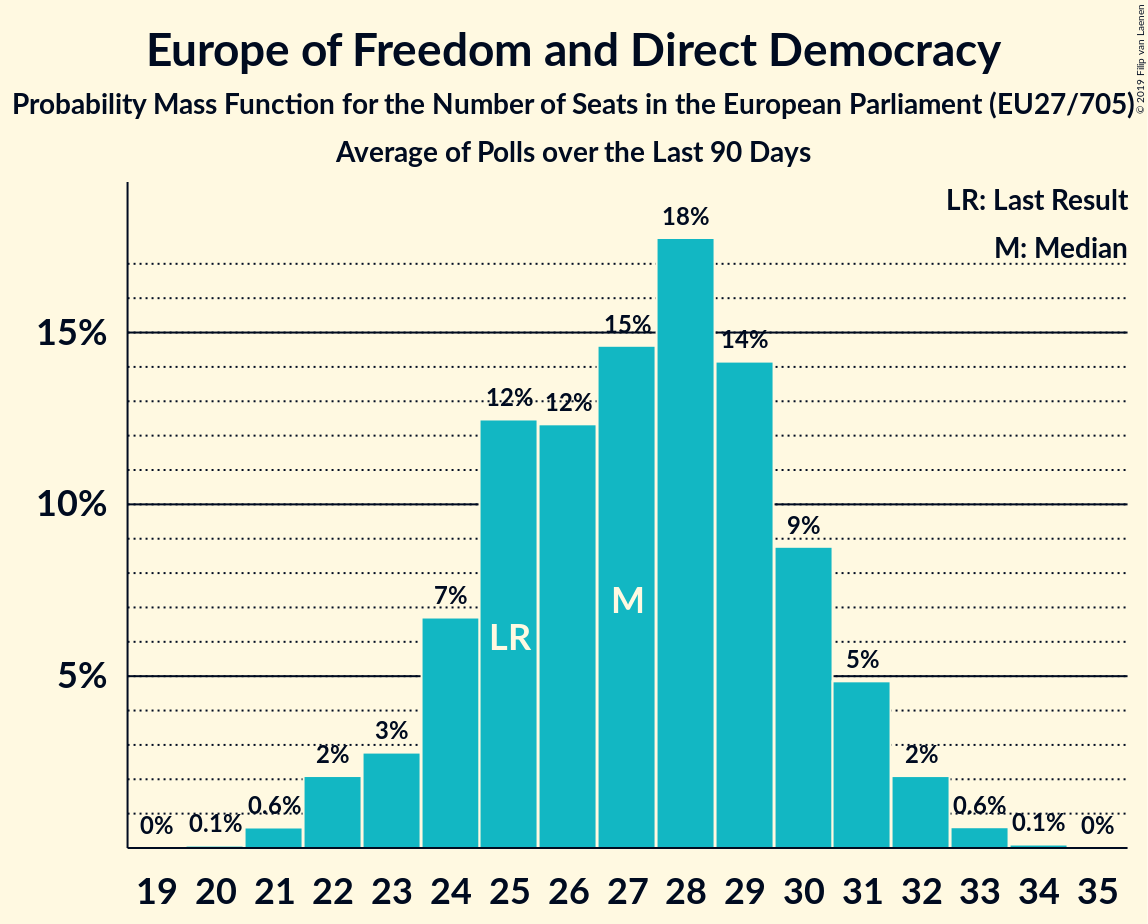 Europe of Freedom and Direct Democracy
Probability Mass Function for the Number of Seats in the European Parliament (EU27/705)
Average of Polls over the Last 90 Days
© 2019 Filip van Laenen
LR: Last Result
M: Median
15%
10%
5%
0%
0.1%
0.6%
2%
3%
7%
12%
12%
15%
18%
14%
9%
5%
2%
0.6%
0.1%
0%
LR
M
19 20 21 22 23 24 25 26 27 28 29 30 31 32 33 34 35